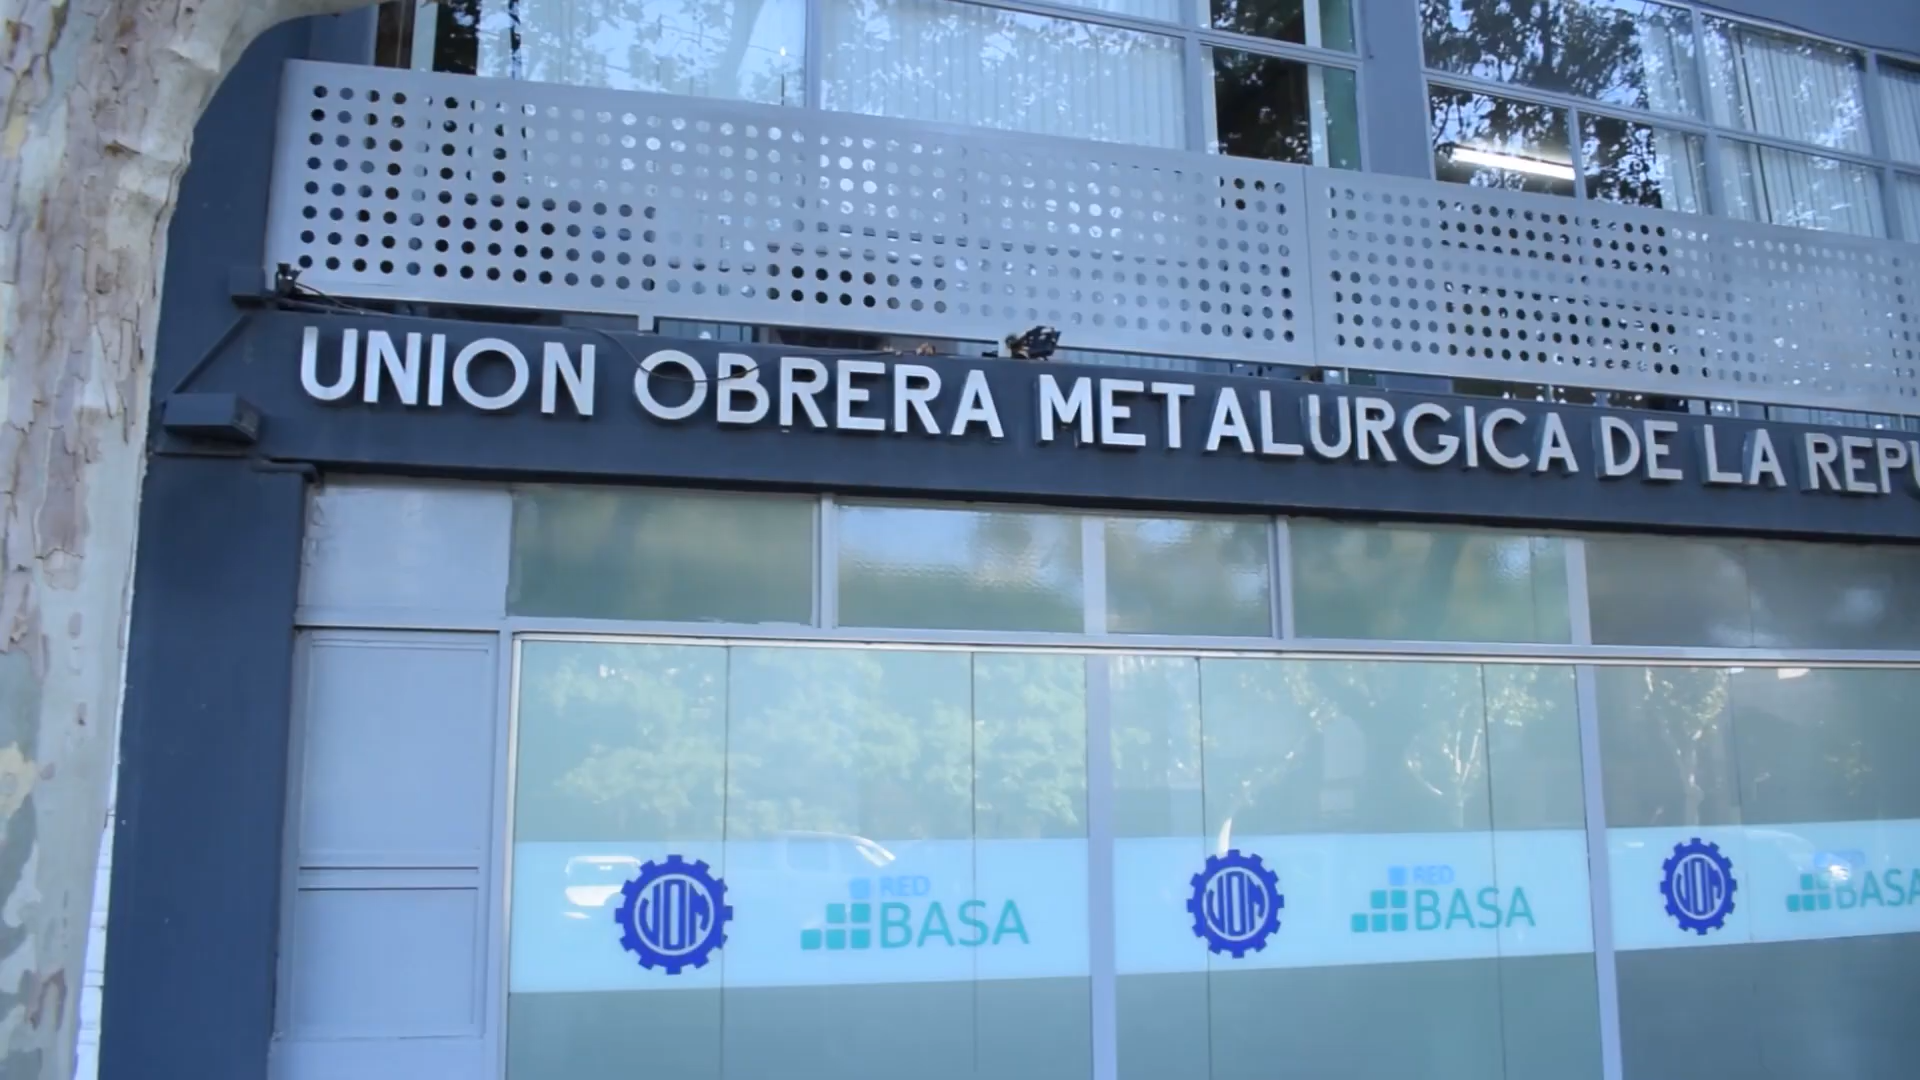 UNION OBRERA METALURGICA DE LA REPU
UOM
RED
BASA
UOM
RED
BASA
UOM
BASA